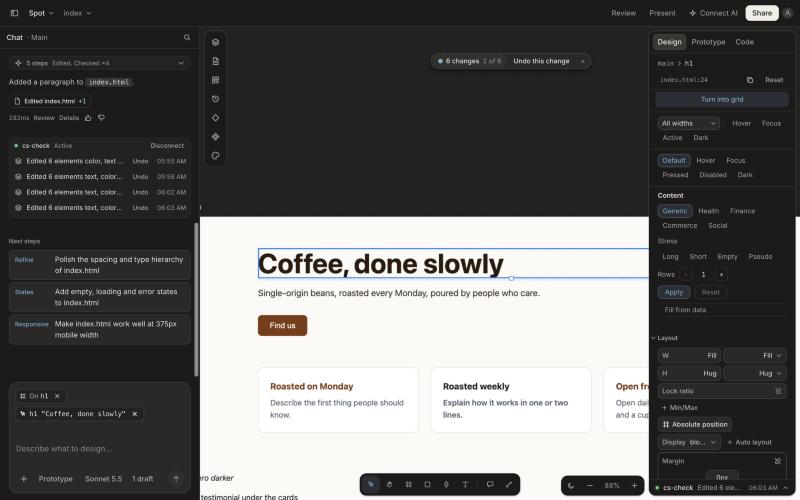 Spot
index
Review
Present
Connect AI
Share
Chat · Main
5 steps Edited, Checked ×4
Added a paragraph to index.html.
Edited index.html +1
282ms Review Details
cs-check Active Disconnect
Edited 6 elements color, text ... Undo 05:55 AM
Edited 6 elements text, color... Undo 05:58 AM
Edited 6 elements text, color... Undo 06:02 AM
Edited 6 elements text, color... Undo 06:03 AM
Next steps
Refine Polish the spacing and type hierarchy
of index.html
States Add empty, loading and error states
to index.html
Responsive Make index.html work well at 375px
mobile width
On h1 ×
h1 "Coffee, done slowly" ×
Describe what to design...
Prototype Sonnet 5.5 1 draft
6 changes 1 of 6 Undo this change ×
Coffee, done slowly
Single-origin beans, roasted every Monday, poured by people who care.
Find us
Roasted on Monday
Describe the first thing people should
know.
Roasted weekly
Explain how it works in one or two
lines.
Open fr
Open dai
and a cup
ero darker
testimonial under the cards
88%
Design Prototype Code
main > h1
index.html:24 Reset
Turn into grid
All widths Hover Focus
Active Dark
Default Hover Focus
Pressed Disabled Dark
Content
Generic Health Finance
Commerce Social
Stress
Long Short Empty Pseudo
Rows - 1 +
Apply Reset
Fill from data
Layout
W Fill Fill
H Hug Hug
Lock ratio
+ Min/Max
Absolute position
Display blo... + Auto layout
Margin
0px
cs-check Edited 6 ele... 06:03 AM